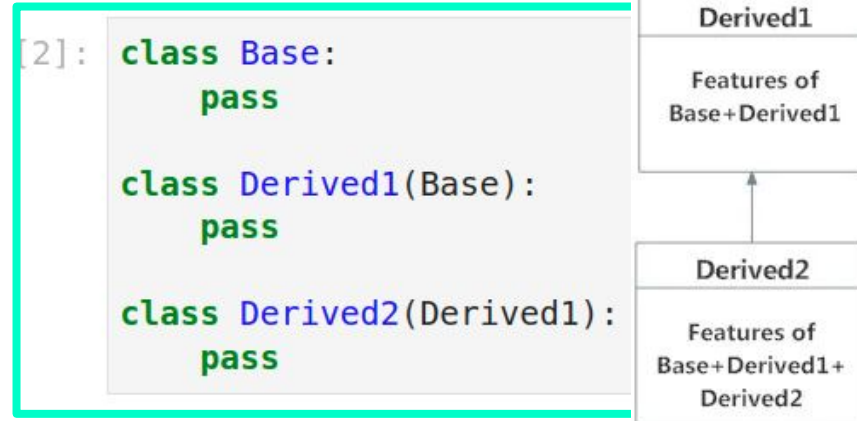 [2]: class Base:
    pass
class Derived1(Base):
    pass
class Derived2(Derived1):
    pass
Derived1
Features of
Base+Derived1
Derived2
Features of
Base+Derived1+
Derived2